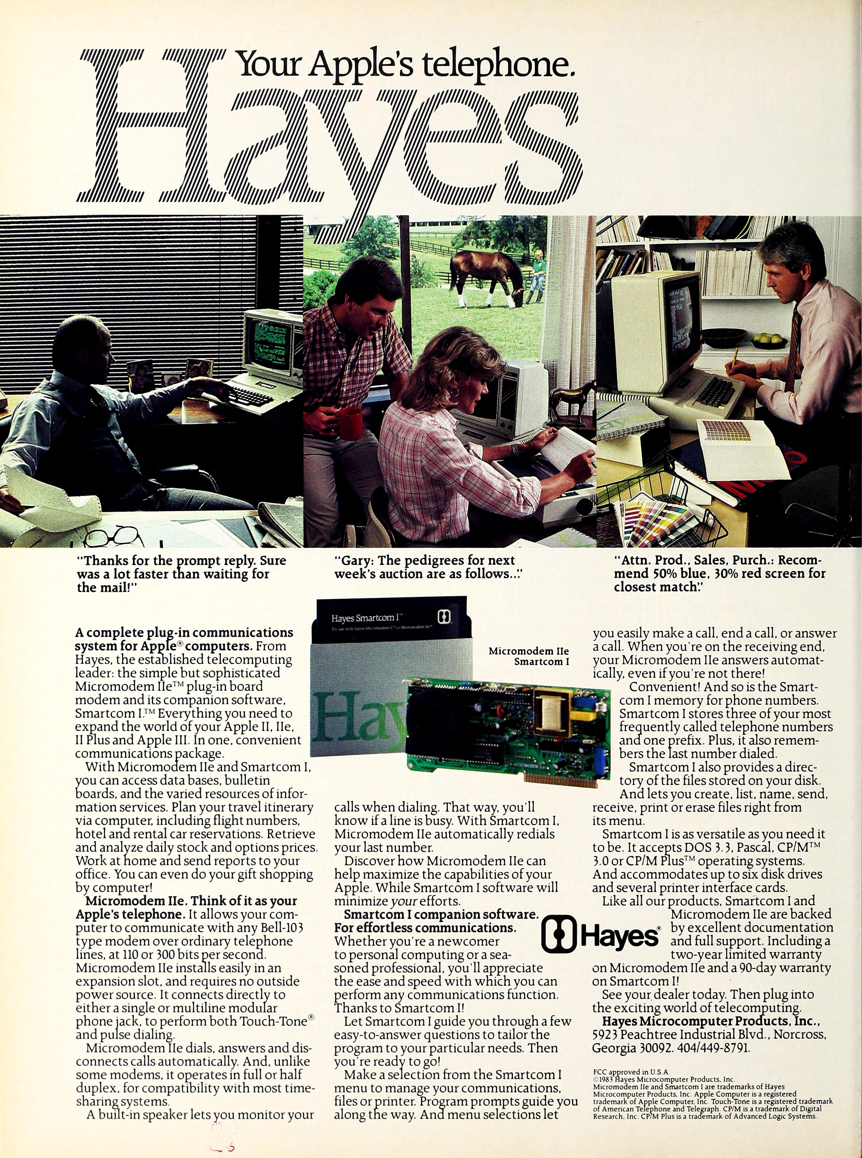 Your Apple's telephone.
Hayes
"Thanks for the prompt reply. Sure
was a lot faster than waiting for
the mail!"
"Gary: The pedigrees for next
week's auction are as follows..."
"Attn. Prod., Sales, Purch.: Recom-
mend 50% blue, 30% red screen for
closest match."
A complete plug-in communications
system for Apple® computers. From
Hayes, the established telecomputing
leader: the simple but sophisticated
Micromodem IIe™ plug-in board
modem and its companion software,
Smartcom I.™ Everything you need to
expand the world of your Apple II, IIe,
II Plus and Apple III. In one, convenient
communications package.
With Micromodem IIe and Smartcom I,
you can access data bases, bulletin
boards, and the varied resources of infor-
mation services. Plan your travel itinerary
via computer, including flight numbers,
hotel and rental car reservations. Retrieve
and analyze daily stock and options prices.
Work at home and send reports to your
office. You can even do your gift shopping
by computer!
Micromodem IIe. Think of it as your
Apple's telephone. It allows your com-
puter to communicate with any Bell-103
type modem over ordinary telephone
lines, at 110 or 300 bits per second.
Micromodem IIe installs easily in an
expansion slot, and requires no outside
power source. It connects directly to
either a single or multiline modular
phone jack, to perform both Touch-Tone®
and pulse dialing.
Micromodem IIe dials, answers and dis-
connects calls automatically. And, unlike
some modems, it operates in full or half
duplex, for compatibility with most time-
sharing systems.
A built-in speaker lets you monitor your
Hayes Smartcom I™
Hay
Micromodem IIe
Smartcom I
calls when dialing. That way, you'll
know if a line is busy. With Smartcom I,
Micromodem IIe automatically redials
your last number.
Discover how Micromodem IIe can
help maximize the capabilities of your
Apple. While Smartcom I software will
minimize your efforts.
Smartcom I companion software.
For effortless communications.
Whether you're a newcomer
to personal computing or a sea-
soned professional, you'll appreciate
the ease and speed with which you can
perform any communications function.
Thanks to Smartcom I!
Let Smartcom I guide you through a few
easy-to-answer questions to tailor the
program to your particular needs. Then
you're ready to go!
Make a selection from the Smartcom I
menu to manage your communications,
files or printer. Program prompts guide you
along the way. And menu selections let
you easily make a call, end a call, or answer
a call. When you're on the receiving end,
your Micromodem IIe answers automat-
ically, even if you're not there!
Convenient! And so is the Smart-
com I memory for phone numbers.
Smartcom I stores three of your most
frequently called telephone numbers
and one prefix. Plus, it also remem-
bers the last number dialed.
Smartcom I also provides a direc-
tory of the files stored on your disk.
And lets you create, list, name, send,
receive, print or erase files right from
its menu.
Smartcom I is as versatile as you need it
to be. It accepts DOS 3.3, Pascal, CP/M™
3.0 or CP/M Plus™ operating systems.
And accommodates up to six disk drives
and several printer interface cards.
Like all our products, Smartcom I and
Micromodem IIe are backed
by excellent documentation
and full support. Including a
two-year limited warranty
on Micromodem IIe and a 90-day warranty
on Smartcom I!
See your dealer today. Then plug into
the exciting world of telecomputing.
Hayes Microcomputer Products, Inc.,
5923 Peachtree Industrial Blvd., Norcross,
Georgia 30092. 404/449-8791.
Hayes®
FCC approved in U.S.A.
©1983 Hayes Microcomputer Products, Inc.
Micromodem IIe and Smartcom I are trademarks of Hayes
Microcomputer Products, Inc. Apple Computer is a registered
trademark of Apple Computer, Inc. Touch-Tone is a registered trademark
of American Telephone and Telegraph. CP/M is a trademark of Digital
Research, Inc. CP/M Plus is a trademark of Advanced Logic Systems.